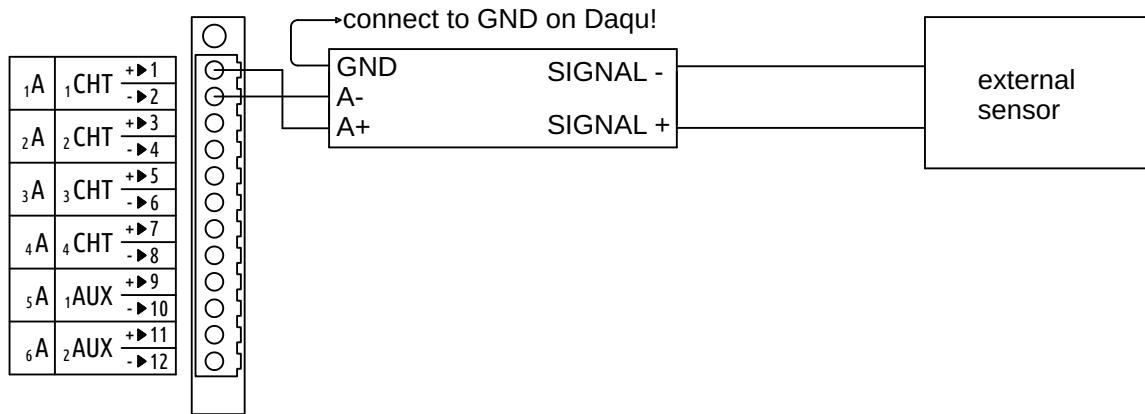 connect to GND on Daqu!
GND SIGNAL -
A-
A+ SIGNAL +
external
sensor
₁A ₁CHT +▶1
-▶2
₂A ₂CHT +▶3
-▶4
₃A ₃CHT +▶5
-▶6
₄A ₄CHT +▶7
-▶8
₅A ₁AUX +▶9
-▶10
₆A ₂AUX +▶11
-▶12